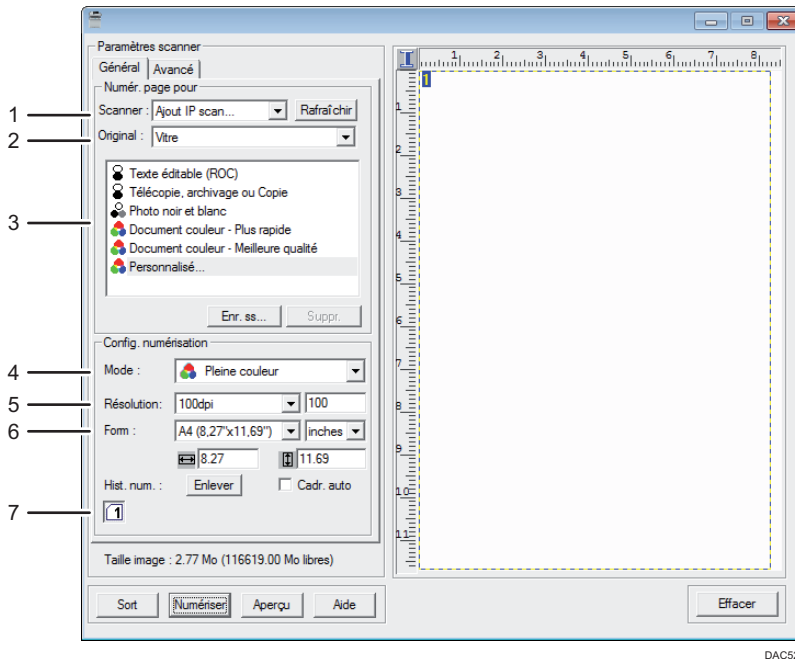 Paramètres scanner
Général Avancé
Numér. page pour
1 Scanner : Ajout IP scan... Rafraîchir
2 Original : Vitre
3
Texte éditable (ROC)
Télécopie, archivage ou Copie
Photo noir et blanc
Document couleur - Plus rapide
Document couleur - Meilleure qualité
Personnalisé...
Enr. ss... Suppr.
Config. numérisation
4 Mode : Pleine couleur
5 Résolution: 100dpi 100
6 Form : A4 (8,27"x11,69") inches
8.27 11.69
Hist. num. : Enlever Cadr. auto
7 1
Taille image : 2.77 Mo (116619.00 Mo libres)
Sort Numériser Aperçu Aide
1 2 3 4 5 6 7 8
1
1
2
3
4
5
6
7
8
9
10
11
Effacer